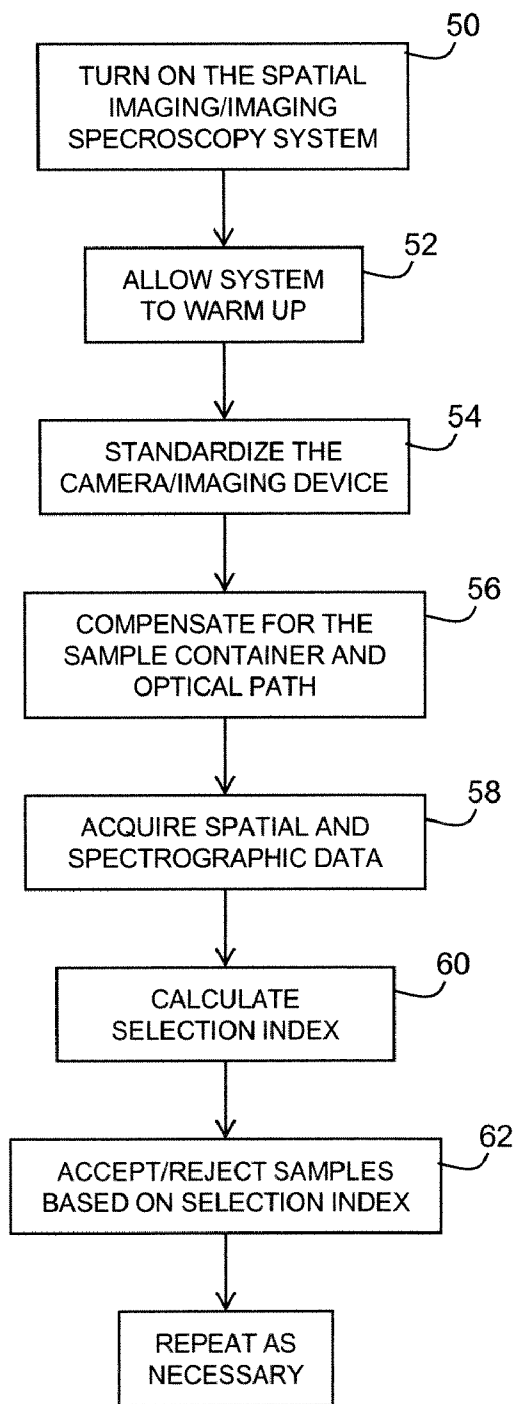 50
TURN ON THE SPATIAL
IMAGING/IMAGING
SPECROSCOPY SYSTEM
52
ALLOW SYSTEM
TO WARM UP
54
STANDARDIZE THE
CAMERA/IMAGING DEVICE
56
COMPENSATE FOR THE
SAMPLE CONTAINER AND
OPTICAL PATH
58
ACQUIRE SPATIAL AND
SPECTROGRAPHIC DATA
60
CALCULATE
SELECTION INDEX
62
ACCEPT/REJECT SAMPLES
BASED ON SELECTION INDEX
REPEAT AS
NECESSARY